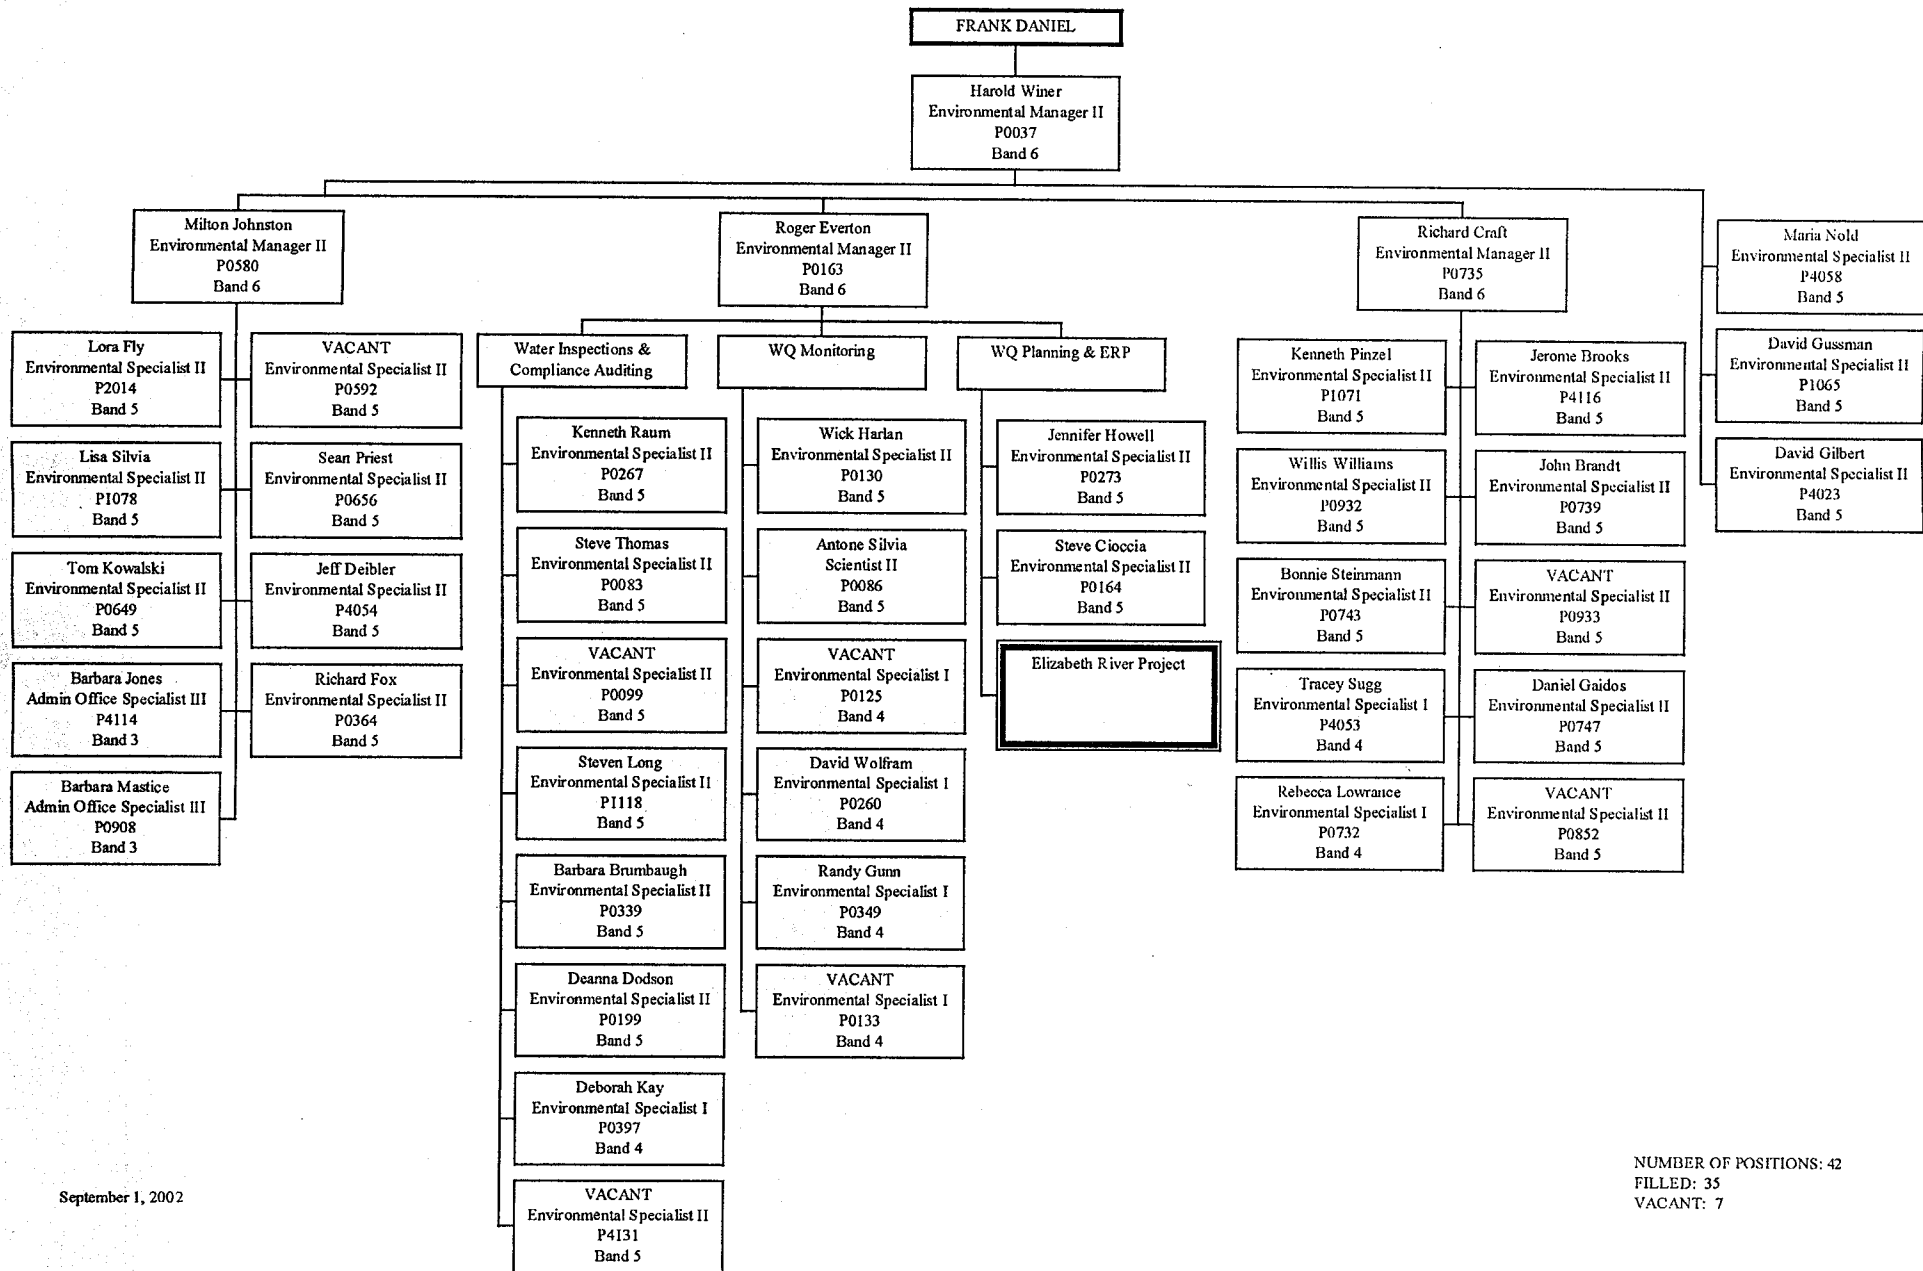 FRANK DANIEL
Harold Winer
Environmental Manager II
P0037
Band 6
Milton Johnston
Environmental Manager II
P0580
Band 6
Roger Everton
Environmental Manager II
P0163
Band 6
Richard Craft
Environmental Manager II
P0735
Band 6
Maria Nold
Environmental Specialist II
P4058
Band 5
David Gussman
Environmental Specialist II
P1065
Band 5
David Gilbert
Environmental Specialist II
P4023
Band 5
Lora Fly
Environmental Specialist II
P2014
Band 5
VACANT
Environmental Specialist II
P0592
Band 5
Lisa Silvia
Environmental Specialist II
P1078
Band 5
Sean Priest
Environmental Specialist II
P0656
Band 5
Tom Kowalski
Environmental Specialist II
P0649
Band 5
Jeff Deibler
Environmental Specialist II
P4054
Band 5
Barbara Jones
Admin Office Specialist III
P4114
Band 3
Richard Fox
Environmental Specialist II
P0364
Band 5
Barbara Mastice
Admin Office Specialist III
P0908
Band 3
Water Inspections &
Compliance Auditing
Kenneth Raum
Environmental Specialist II
P0267
Band 5
Steve Thomas
Environmental Specialist II
P0083
Band 5
VACANT
Environmental Specialist II
P0099
Band 5
Steven Long
Environmental Specialist II
P1118
Band 5
Barbara Brumbaugh
Environmental Specialist II
P0339
Band 5
Deanna Dodson
Environmental Specialist II
P0199
Band 5
Deborah Kay
Environmental Specialist I
P0397
Band 4
VACANT
Environmental Specialist II
P4131
Band 5
WQ Monitoring
Wick Harlan
Environmental Specialist II
P0130
Band 5
Antone Silvia
Scientist II
P0086
Band 5
VACANT
Environmental Specialist I
P0125
Band 4
David Wolfram
Environmental Specialist I
P0260
Band 4
Randy Gunn
Environmental Specialist I
P0349
Band 4
VACANT
Environmental Specialist I
P0133
Band 4
WQ Planning & ERP
Jennifer Howell
Environmental Specialist II
P0273
Band 5
Steve Cioccia
Environmental Specialist II
P0164
Band 5
Elizabeth River Project
Kenneth Pinzel
Environmental Specialist II
P1071
Band 5
Jerome Brooks
Environmental Specialist II
P4116
Band 5
Willis Williams
Environmental Specialist II
P0932
Band 5
John Brandt
Environmental Specialist II
P0739
Band 5
Bonnie Steinmann
Environmental Specialist II
P0743
Band 5
VACANT
Environmental Specialist II
P0933
Band 5
Tracey Sugg
Environmental Specialist I
P4053
Band 4
Daniel Gaidos
Environmental Specialist II
P0747
Band 5
Rebecca Lowrance
Environmental Specialist I
P0732
Band 4
VACANT
Environmental Specialist II
P0852
Band 5
September 1, 2002
NUMBER OF POSITIONS: 42
FILLED: 35
VACANT: 7